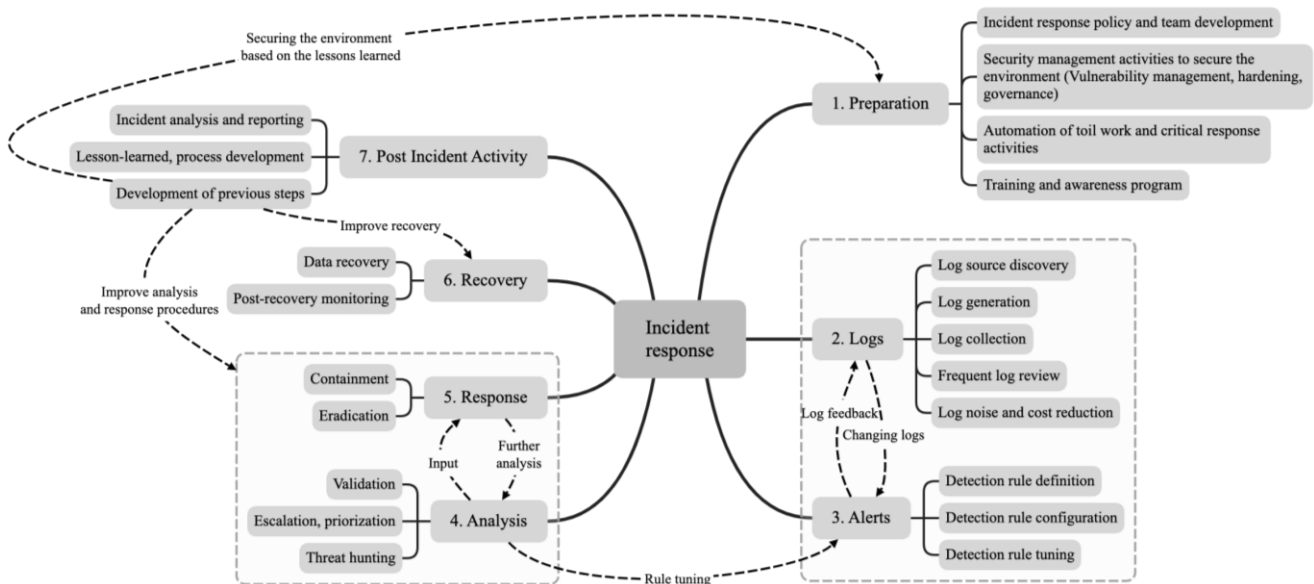 Securing the environment
based on the lessons learned
Incident response policy and team development
Security management activities to secure the
environment (Vulnerability management, hardening,
governance)
1. Preparation
Automation of toil work and critical response
activities
Training and awareness program
Incident analysis and reporting
Lesson-learned, process development
7. Post Incident Activity
Development of previous steps
Improve recovery
Data recovery
6. Recovery
Post-recovery monitoring
Improve analysis
and response procedures
Incident
response
Log source discovery
Log generation
2. Logs
Log collection
Frequent log review
Log noise and cost reduction
Log feedback
Changing logs
Containment
5. Response
Eradication
Input
Further
analysis
Validation
Escalation, priorization
4. Analysis
Threat hunting
Detection rule definition
3. Alerts
Detection rule configuration
Detection rule tuning
Rule tuning